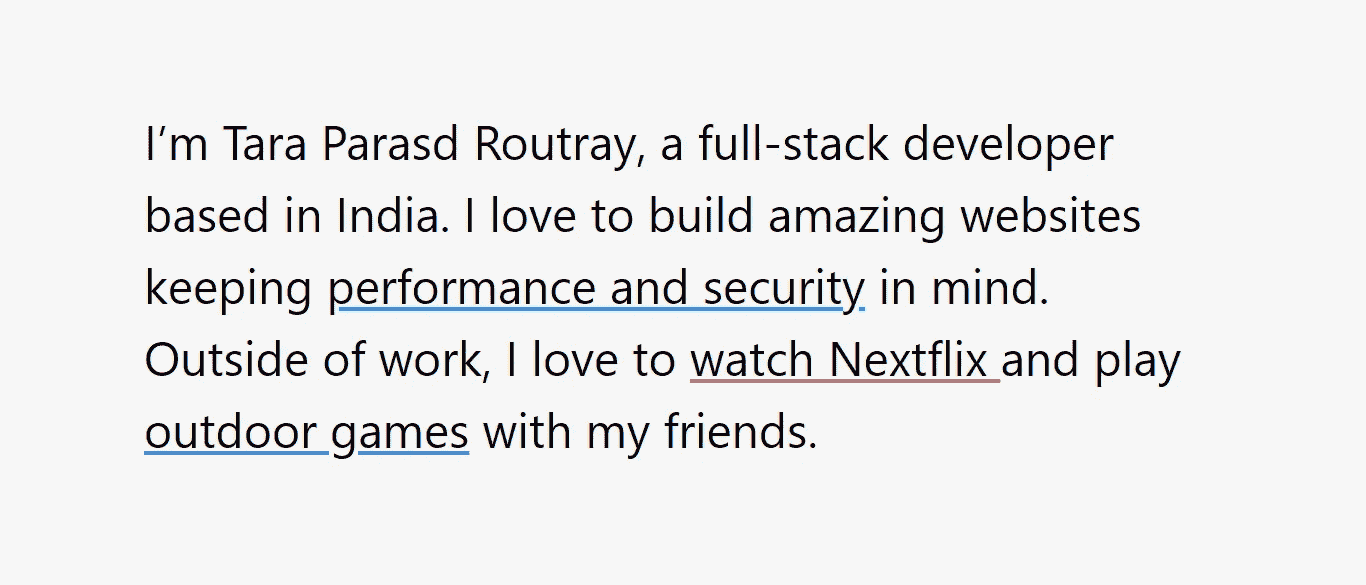 I’m Tara Parasd Routray, a full-stack developer
based in India. I love to build amazing websites
keeping performance and security in mind.
Outside of work, I love to watch Nextflix and play
outdoor games with my friends.